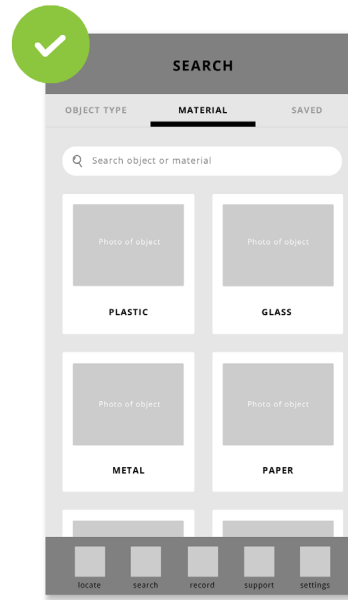 SEARCH
OBJECT TYPE MATERIAL SAVED
Search object or material
Photo of object Photo of object
PLASTIC GLASS
Photo of object Photo of object
METAL PAPER
locate search record support settings